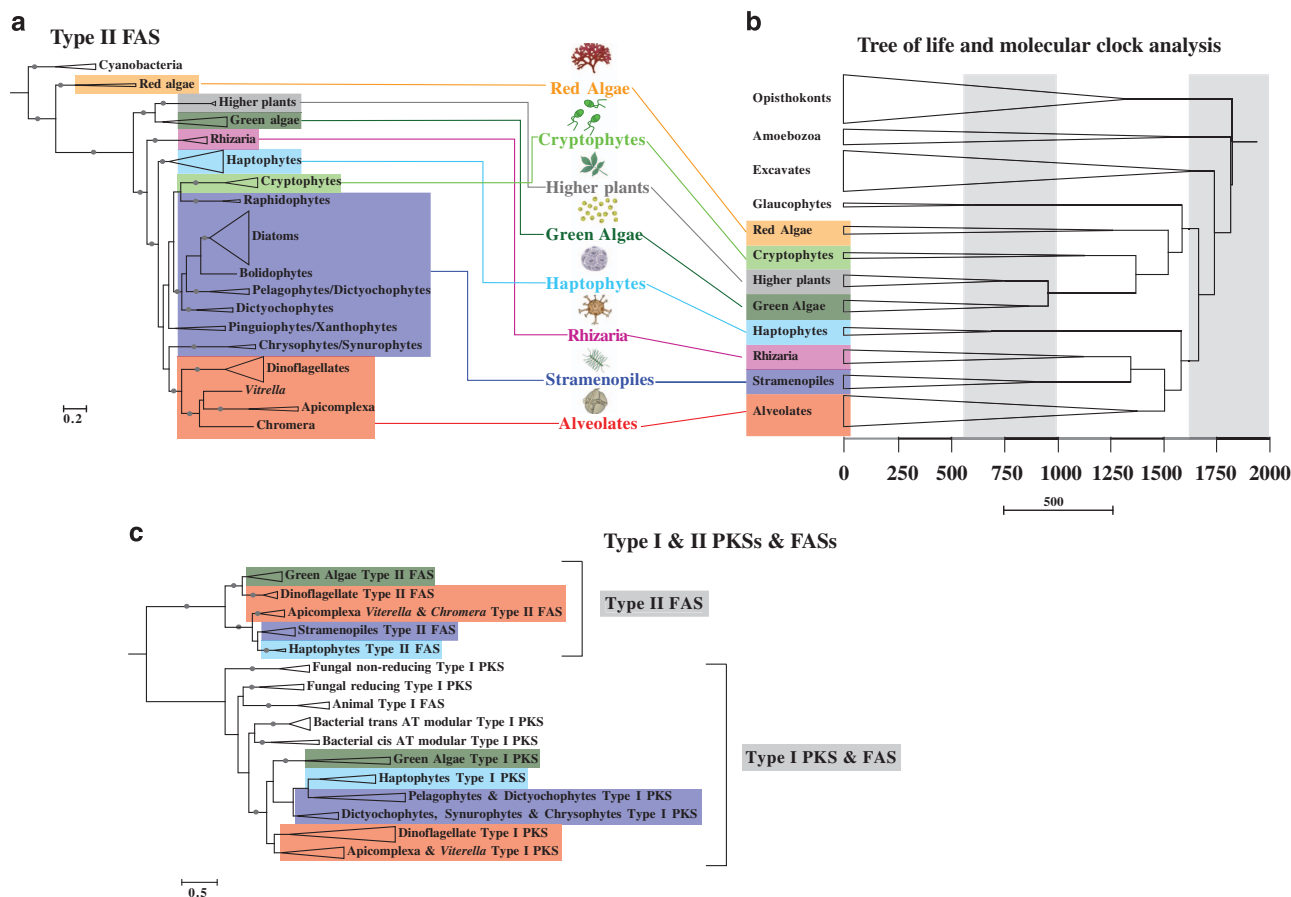 a
Type II FAS
Cyanobacteria
Red algae
Higher plants
Green algae
Rhizaria
Haptophytes
Cryptophytes
Raphidophytes
Diatoms
Bolidophytes
Pelagophytes/Dictyochophytes
Dictyochophytes
Pinguiophytes/Xanthophytes
Chrysophytes/Synurophytes
Dinoflagellates
Vitrella
Apicomplexa
Chromera
0.2
Red Algae
Cryptophytes
Higher plants
Green Algae
Haptophytes
Rhizaria
Stramenopiles
Alveolates
b
Tree of life and molecular clock analysis
Opisthokonts
Amoebozoa
Excavates
Glaucophytes
Red Algae
Cryptophytes
Higher plants
Green Algae
Haptophytes
Rhizaria
Stramenopiles
Alveolates
0 250 500 750 1000 1250 1500 1750 2000
500
c
Type I & II PKSs & FASs
Green Algae Type II FAS
Dinoflagellate Type II FAS
Apicomplexa Viterella & Chromera Type II FAS
Stramenopiles Type II FAS
Haptophytes Type II FAS
Type II FAS
Fungal non-reducing Type I PKS
Fungal reducing Type I PKS
Animal Type I FAS
Bacterial trans AT modular Type I PKS
Bacterial cis AT modular Type I PKS
Green Algae Type I PKS
Haptophytes Type I PKS
Pelagophytes & Dictyochophytes Type I PKS
Dictyochophytes, Synurophytes & Chrysophytes Type I PKS
Dinoflagellate Type I PKS
Apicomplexa & Viterella Type I PKS
Type I PKS & FAS
0.5